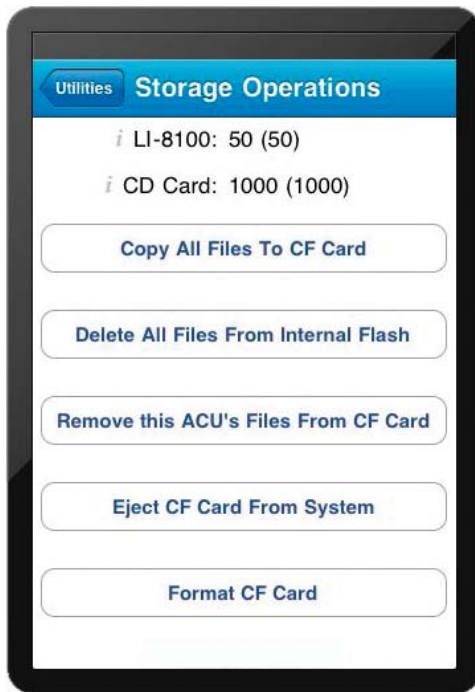 Utilities
Storage Operations
i LI-8100: 50 (50)
i CD Card: 1000 (1000)
Copy All Files To CF Card
Delete All Files From Internal Flash
Remove this ACU's Files From CF Card
Eject CF Card From System
Format CF Card